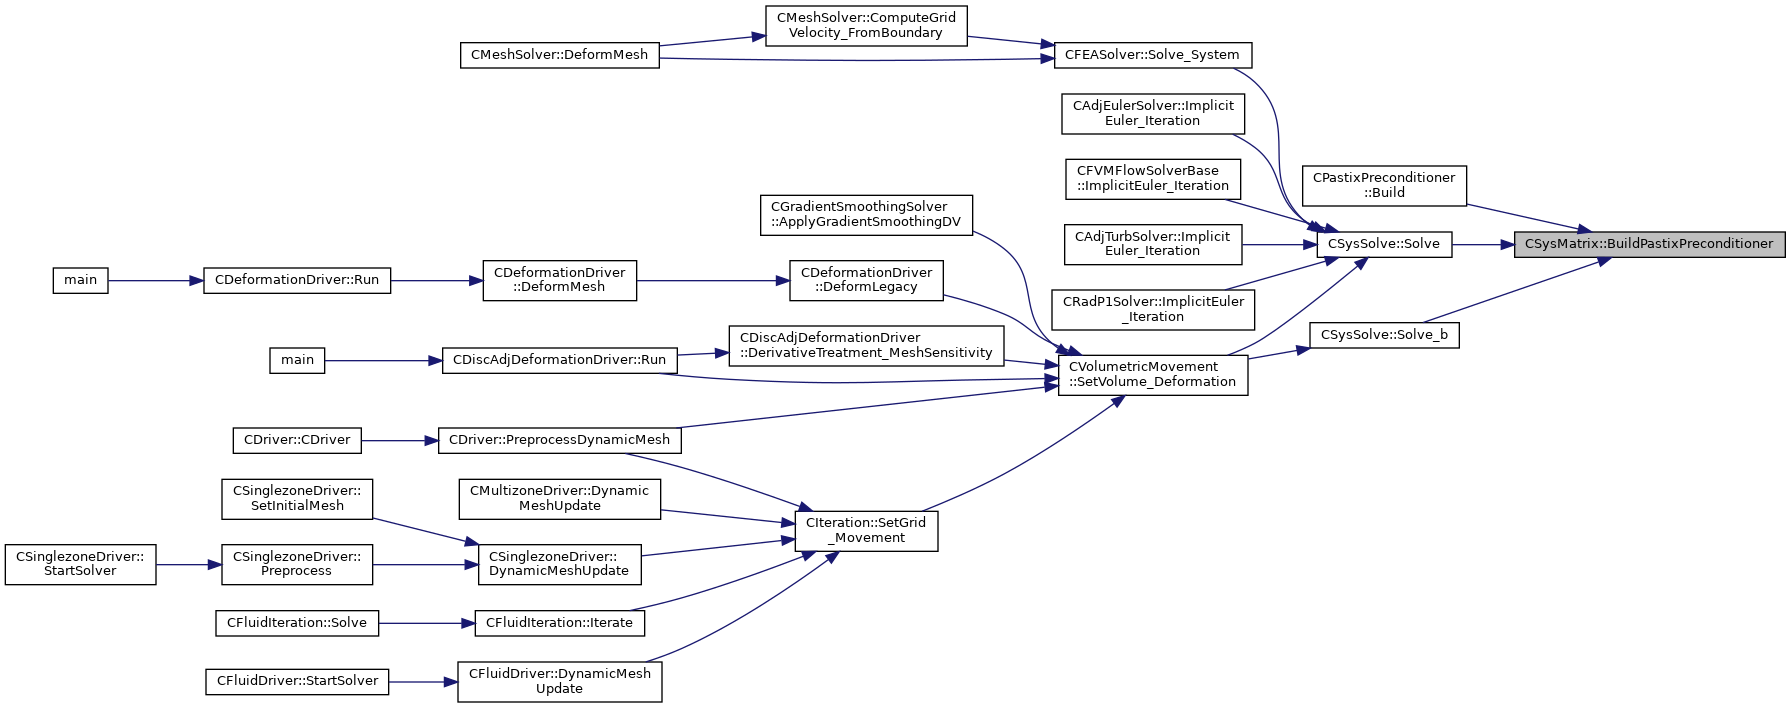 CMeshSolver::ComputeGrid
Velocity_FromBoundary
CMeshSolver::DeformMesh
CFEASolver::Solve_System
CAdjEulerSolver::Implicit
Euler_Iteration
CFVMFlowSolverBase
::ImplicitEuler_Iteration
CPastixPreconditioner
::Build
CGradientSmoothingSolver
::ApplyGradientSmoothingDV
CAdjTurbSolver::Implicit
Euler_Iteration
CSysSolve::Solve
CSysMatrix::BuildPastixPreconditioner
main
CDeformationDriver::Run
CDeformationDriver
::DeformMesh
CDeformationDriver
::DeformLegacy
CRadP1Solver::ImplicitEuler
_Iteration
CSysSolve::Solve_b
CDiscAdjDeformationDriver
::DerivativeTreatment_MeshSensitivity
main
CDiscAdjDeformationDriver::Run
CVolumetricMovement
::SetVolume_Deformation
CDriver::CDriver
CDriver::PreprocessDynamicMesh
CSinglezoneDriver::
SetInitialMesh
CMultizoneDriver::Dynamic
MeshUpdate
CIteration::SetGrid
_Movement
CSinglezoneDriver::
StartSolver
CSinglezoneDriver::
Preprocess
CSinglezoneDriver::
DynamicMeshUpdate
CFluidIteration::Solve
CFluidIteration::Iterate
CFluidDriver::StartSolver
CFluidDriver::DynamicMesh
Update